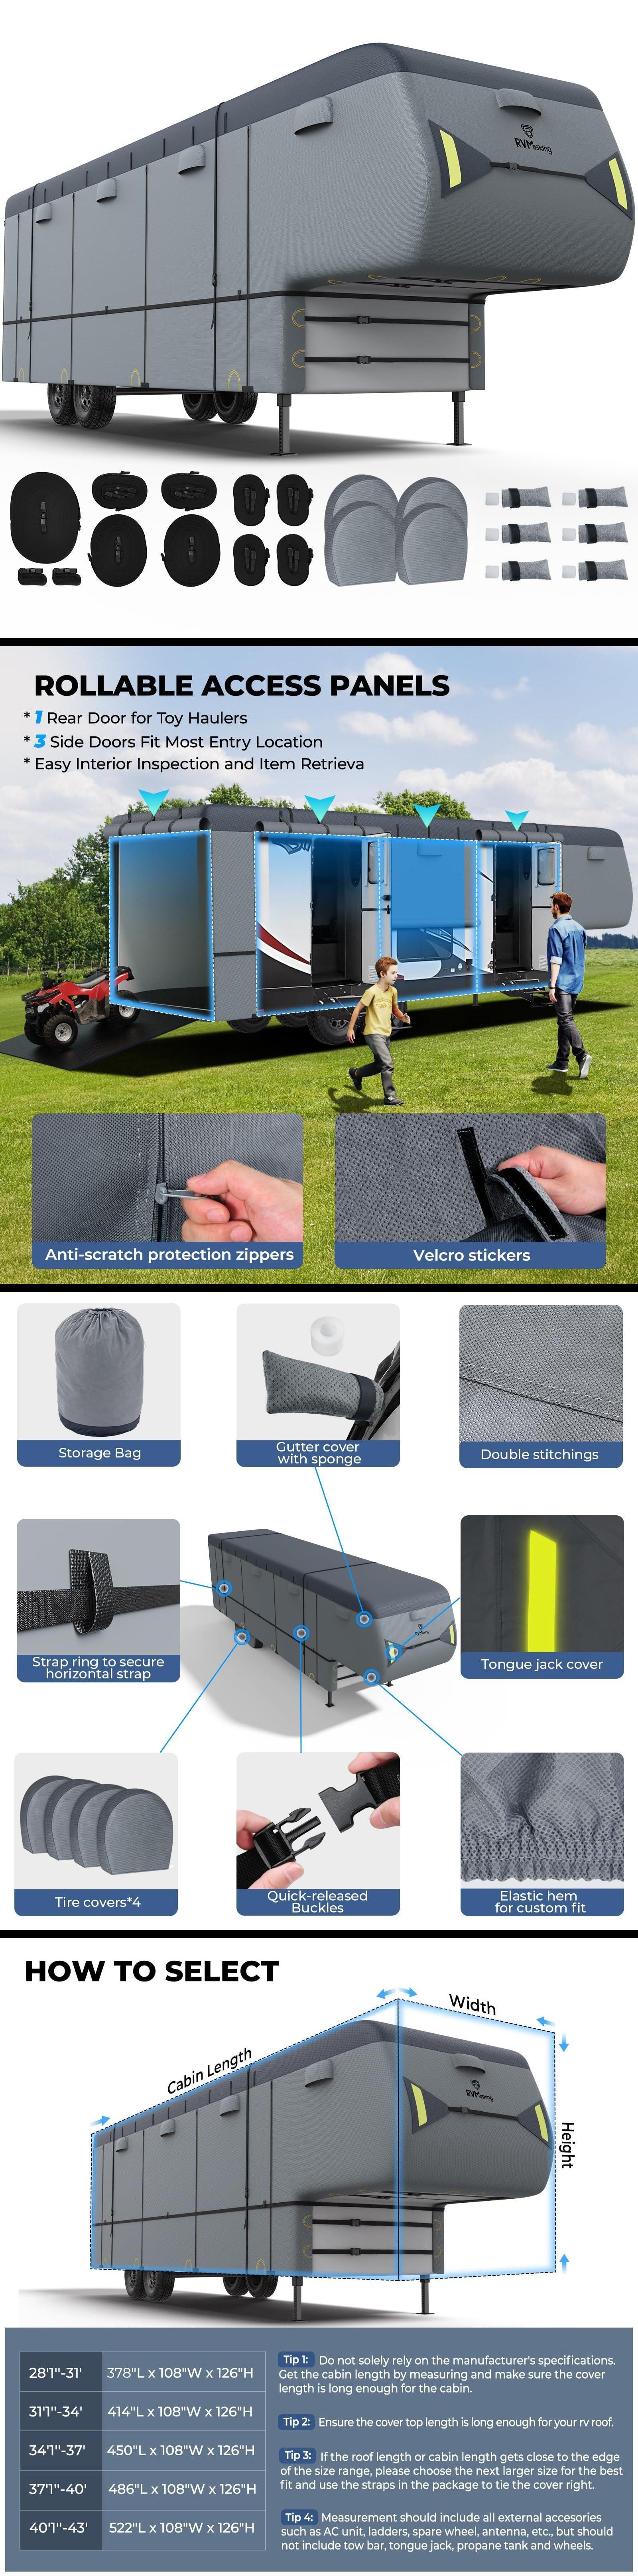 RVMasking
ROLLABLE ACCESS PANELS
* 1 Rear Door for Toy Haulers
* 3 Side Doors Fit Most Entry Location
* Easy Interior Inspection and Item Retrieva
Anti-scratch protection zippers
Velcro stickers
Storage Bag
Gutter cover
with sponge
Double stitchings
Strap ring to secure
horizontal strap
RVMasking
Tongue jack cover
Tire covers*4
Quick-released
Buckles
Elastic hem
for custom fit
HOW TO SELECT
Width
Cabin Length
Height
RVMasking
28'1"-31' 378"L x 108"W x 126"H
31'1"-34' 414"L x 108"W x 126"H
34'1"-37' 450"L x 108"W x 126"H
37'1"-40' 486"L x 108"W x 126"H
40'1"-43' 522"L x 108"W x 126"H
Tip 1: Do not solely rely on the manufacturer's specifications.
Get the cabin length by measuring and make sure the cover
length is long enough for the cabin.
Tip 2: Ensure the cover top length is long enough for your rv roof.
Tip 3: If the roof length or cabin length gets close to the edge
of the size range, please choose the next larger size for the best
fit and use the straps in the package to tie the cover right.
Tip 4: Measurement should include all external accesories
such as AC unit, ladders, spare wheel, antenna, etc., but should
not include tow bar, tongue jack, propane tank and wheels.